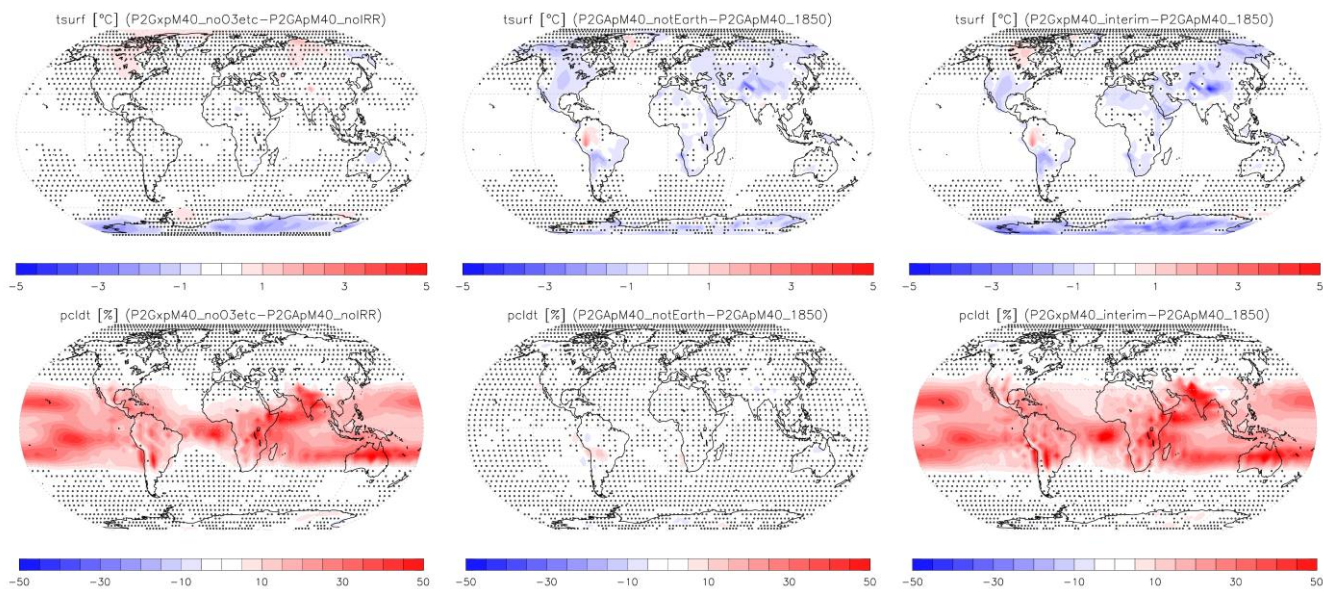 tsurf [°C] (P2GxpM40_noO3etc−P2GApM40_noIRR)
tsurf [°C] (P2GApM40_notEarth−P2GApM40_1850)
tsurf [°C] (P2GxpM40_interim−P2GApM40_1850)
−5 −3 −1 1 3 5
−5 −3 −1 1 3 5
−5 −3 −1 1 3 5
pcldt [%] (P2GxpM40_noO3etc−P2GApM40_noIRR)
pcldt [%] (P2GApM40_notEarth−P2GApM40_1850)
pcldt [%] (P2GxpM40_interim−P2GApM40_1850)
−50 −30 −10 10 30 50
−50 −30 −10 10 30 50
−50 −30 −10 10 30 50